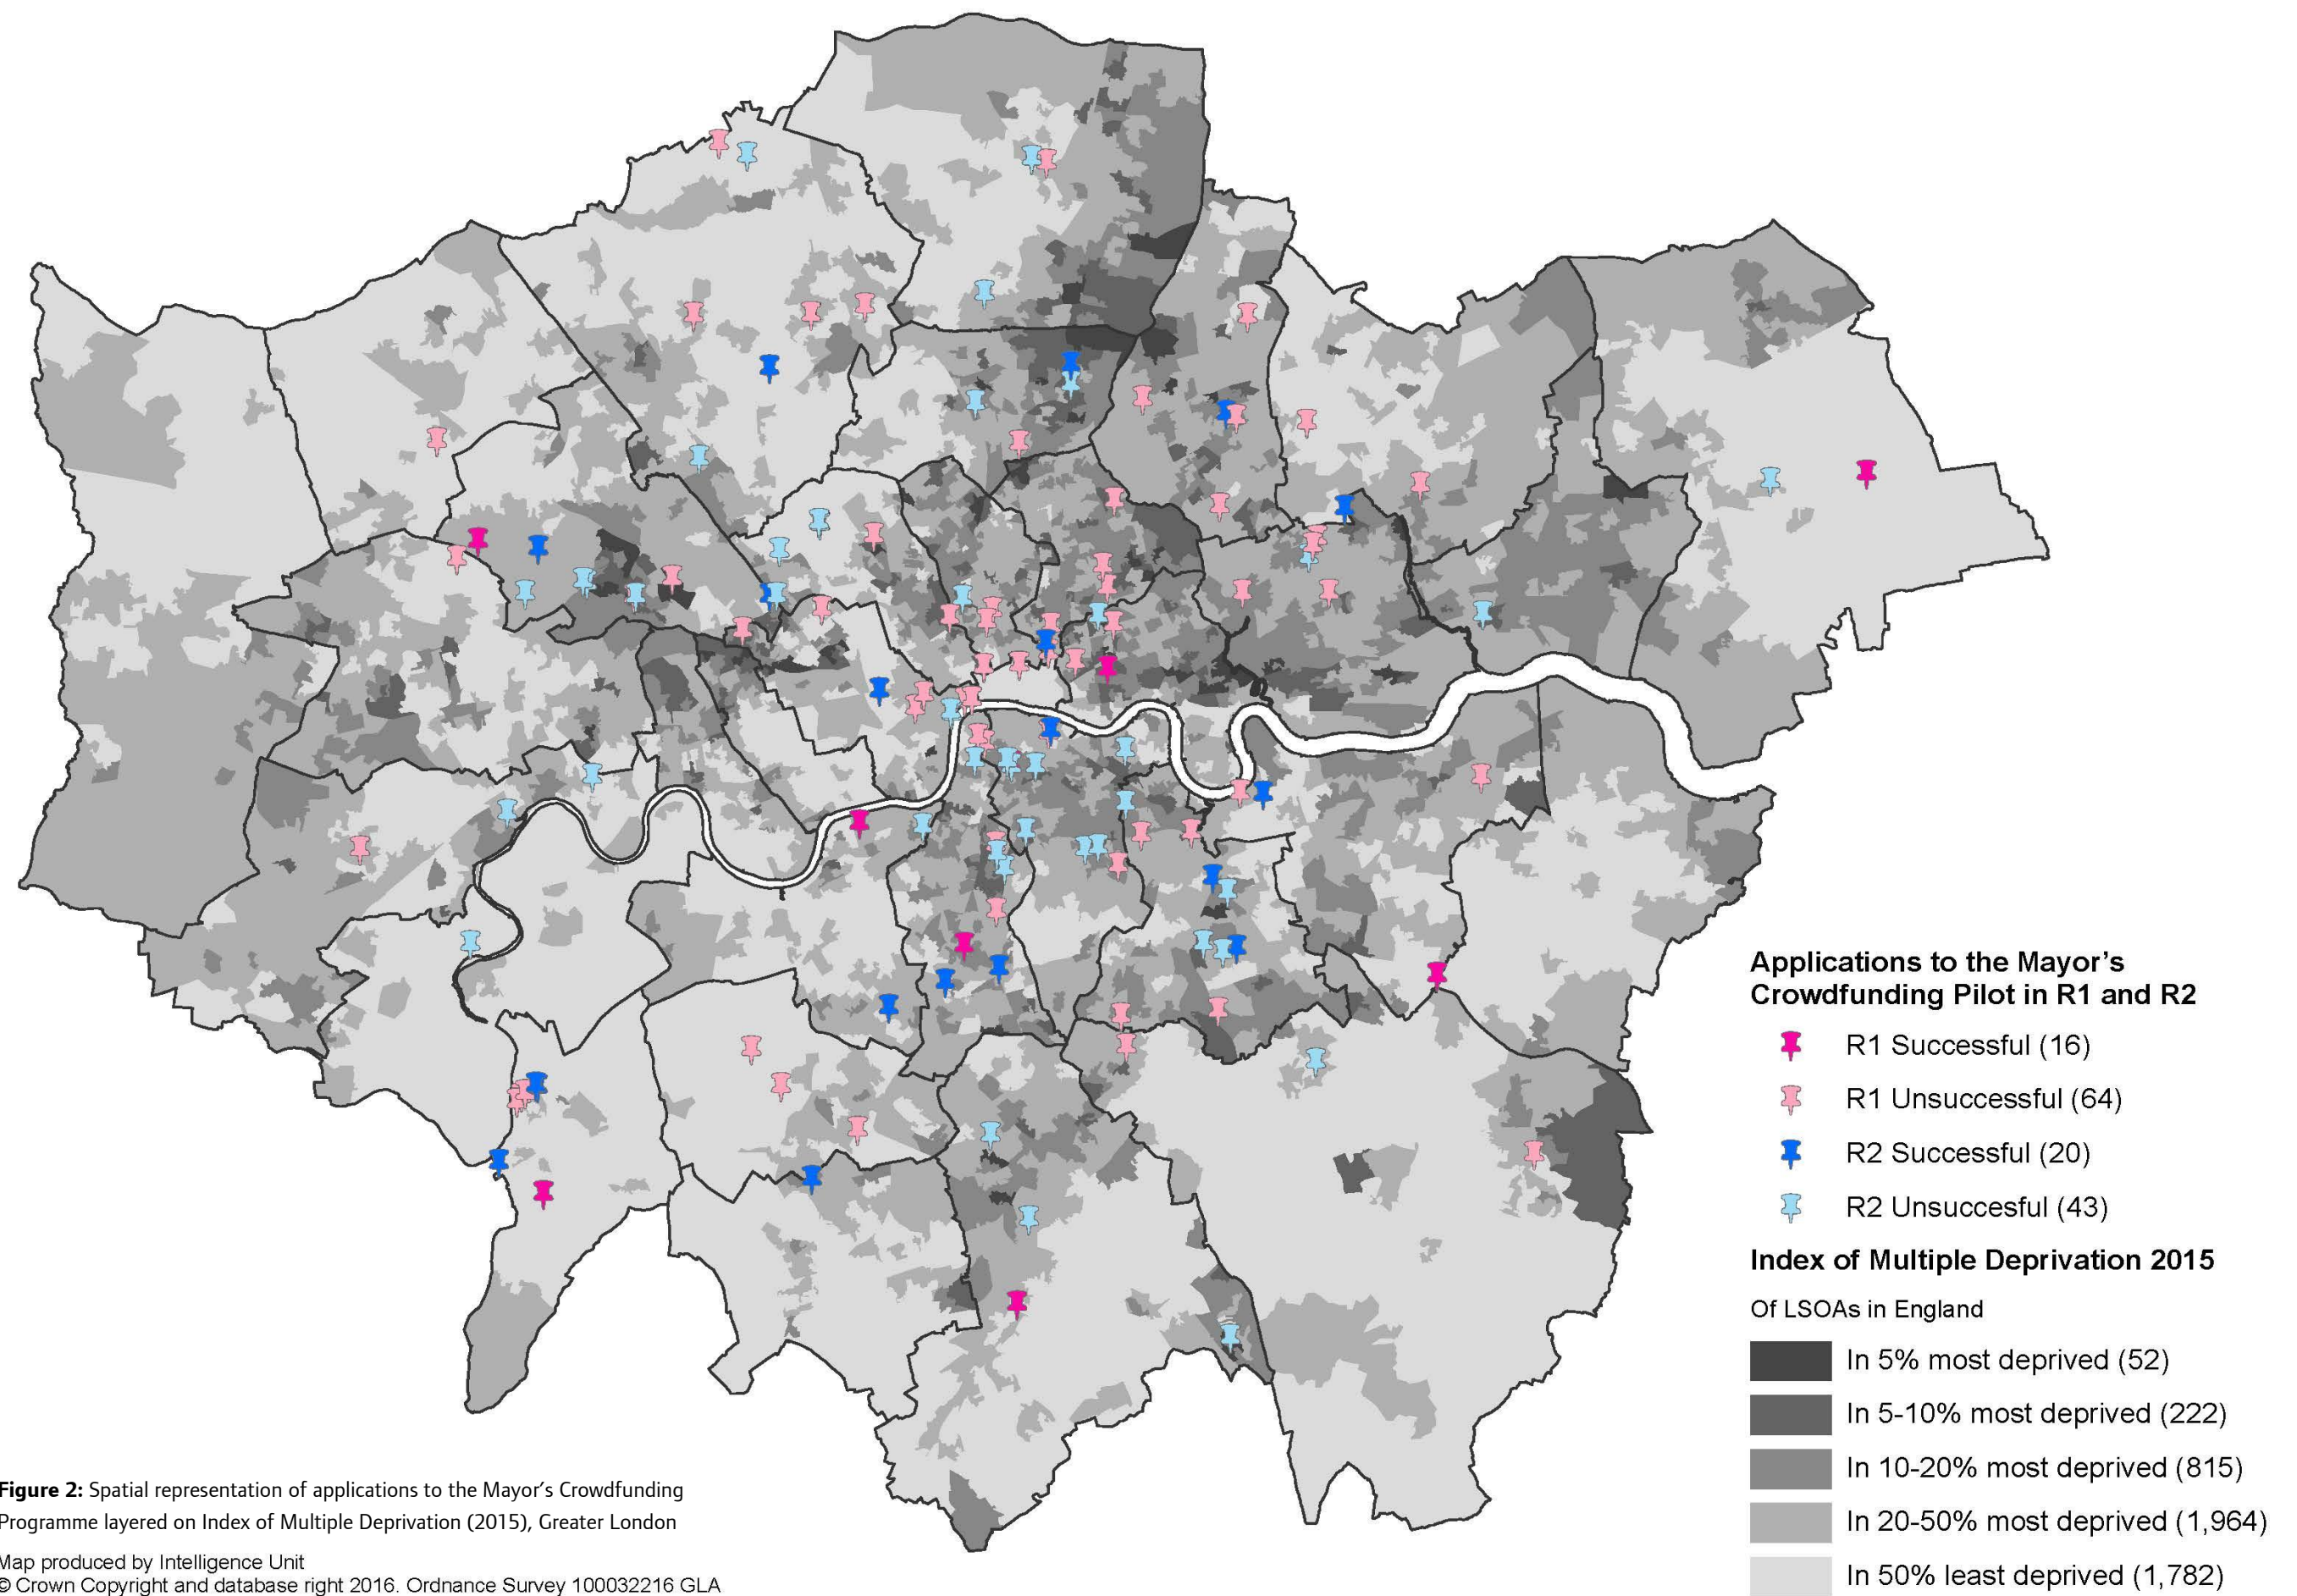 Applications to the Mayor’s
Crowdfunding Pilot in R1 and R2
R1 Successful (16)
R1 Unsuccessful (64)
R2 Successful (20)
R2 Unsuccesful (43)
Index of Multiple Deprivation 2015
Of LSOAs in England
In 5% most deprived (52)
In 5-10% most deprived (222)
In 10-20% most deprived (815)
In 20-50% most deprived (1,964)
In 50% least deprived (1,782)
Figure 2: Spatial representation of applications to the Mayor’s Crowdfunding
Programme layered on Index of Multiple Deprivation (2015), Greater London
Map produced by Intelligence Unit
© Crown Copyright and database right 2016. Ordnance Survey 100032216 GLA